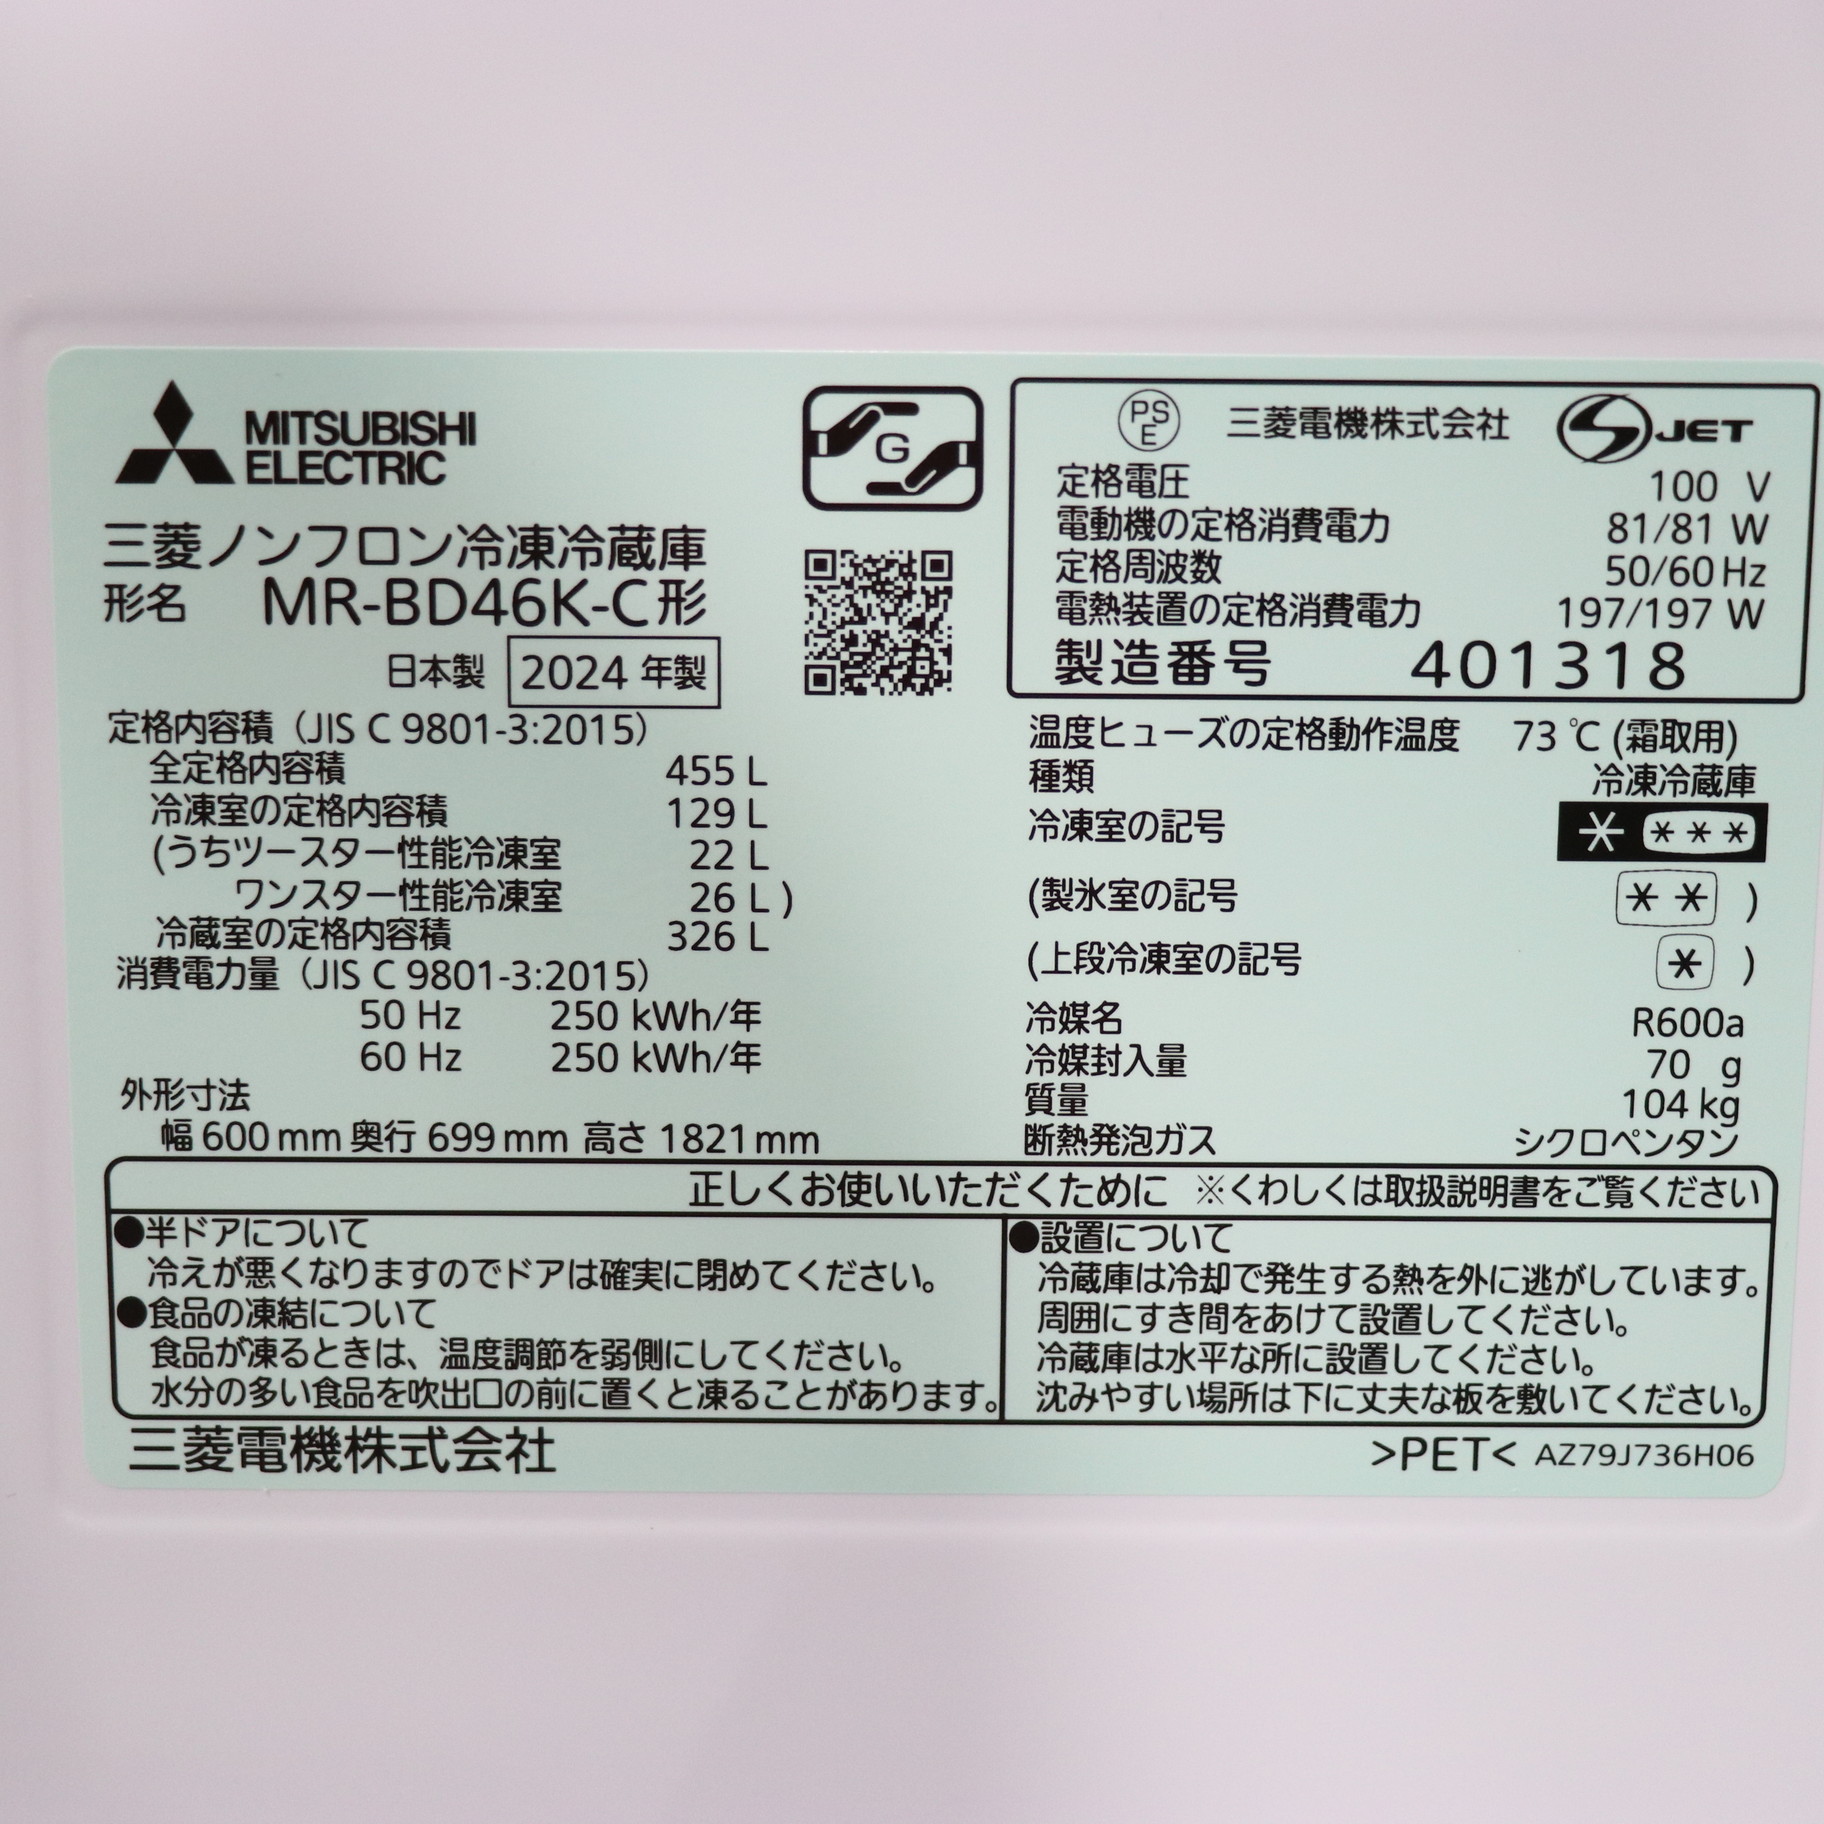 MITSUBISHI
ELECTRIC
G
三菱ノンフロン冷凍冷蔵庫
形名 MR-BD46K-C形
日本製 2024 年製
定格内容積（JIS C 9801-3:2015）
全定格内容積 455 L
冷凍室の定格内容積 129 L
(うちツースター性能冷凍室 22 L
ワンスター性能冷凍室 26 L )
冷蔵室の定格内容積 326 L
消費電力量（JIS C 9801-3:2015）
50 Hz 250 kWh/年
60 Hz 250 kWh/年
外形寸法
幅 600 mm 奥行 699 mm 高さ 1821 mm
PS
E
三菱電機株式会社 S JET
定格電圧 100 V
電動機の定格消費電力 81/81 W
定格周波数 50/60 Hz
電熱装置の定格消費電力 197/197 W
製造番号 401318
温度ヒューズの定格動作温度 73 ℃ (霜取用)
種類 冷凍冷蔵庫
冷凍室の記号 * ***
(製氷室の記号 ** )
(上段冷凍室の記号 * )
冷媒名 R600a
冷媒封入量 70 g
質量 104 kg
断熱発泡ガス シクロペンタン
正しくお使いいただくために ※くわしくは取扱説明書をご覧ください
●半ドアについて
冷えが悪くなりますのでドアは確実に閉めてください。
●食品の凍結について
食品が凍るときは、温度調節を弱側にしてください。
水分の多い食品を吹出口の前に置くと凍ることがあります。
●設置について
冷蔵庫は冷却で発生する熱を外に逃がしています。
周囲にすき間をあけて設置してください。
冷蔵庫は水平な所に設置してください。
沈みやすい場所は下に丈夫な板を敷いてください。
三菱電機株式会社
>PET< AZ79J736H06